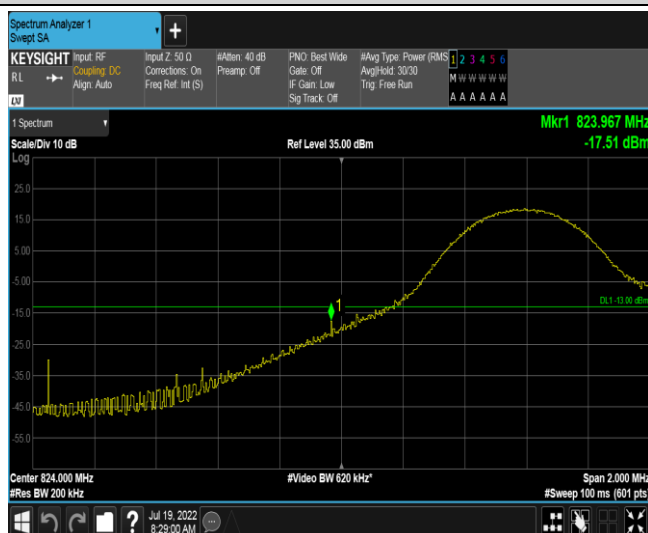 Spectrum Analyzer 1
Swept SA
KEYSIGHT
RL
Input: RF
Coupling: DC
Align: Auto
Input Z: 50 Ω
Corrections: On
Freq Ref: Int (S)
#Atten: 40 dB
Preamp: Off
PNO: Best Wide
Gate: Off
IF Gain: Low
Sig Track: Off
#Avg Type: Power (RMS
Avg|Hold: 30/30
Trig: Free Run
1 2 3 4 5 6
M W W W W W
A A A A A A
LXI
1 Spectrum
Scale/Div 10 dB
Ref Level 35.00 dBm
Mkr1 823.967 MHz
-17.51 dBm
Log
25.0
15.0
5.00
-5.00
DL1 -13.00 dBm
1
-15.0
-25.0
-35.0
-45.0
-55.0
Center 824.000 MHz
#Video BW 620 kHz*
Span 2.000 MHz
#Res BW 200 kHz
#Sweep 100 ms (601 pts)
?
Jul 19, 2022
8:29:00 AM